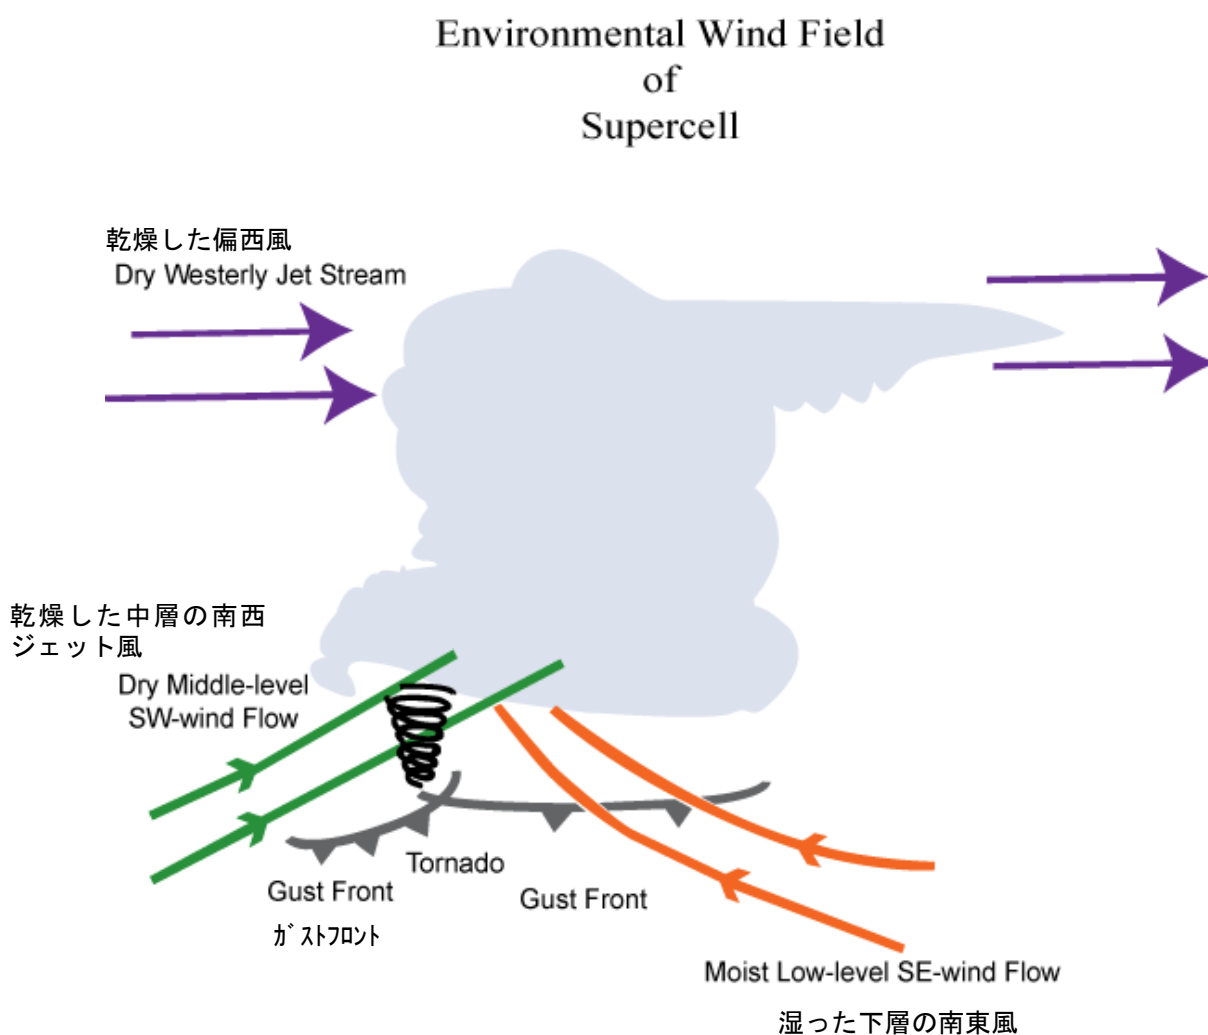 Environmental Wind Field
of
Supercell
乾燥した偏西風
Dry Westerly Jet Stream
乾燥した中層の南西
ジェット風
Dry Middle-level
SW-wind Flow
Tornado
Gust Front
Gust Front
ｶﾞｽﾄﾌﾛﾝﾄ
Moist Low-level SE-wind Flow
湿った下層の南東風